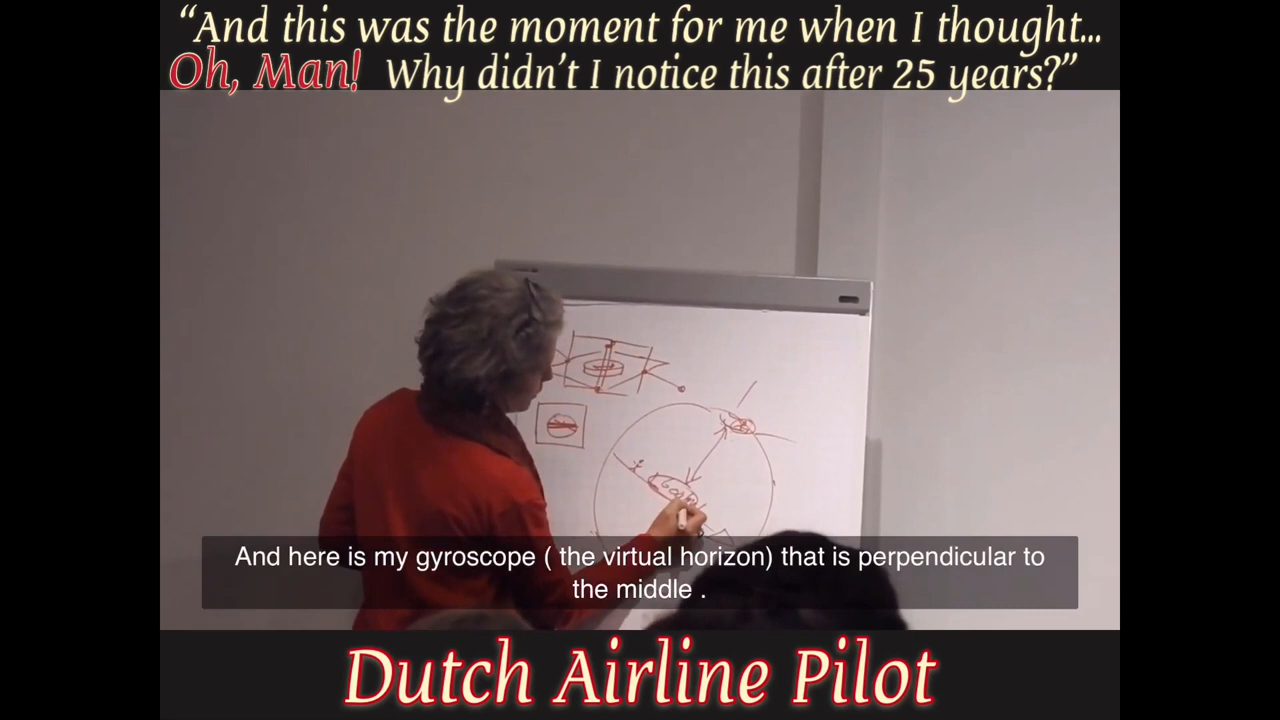 “And this was the moment for me when I thought...
Oh, Man! Why didn't I notice this after 25 years?”
And here is my gyroscope ( the virtual horizon) that is perpendicular to
the middle .
Dutch Airline Pilot